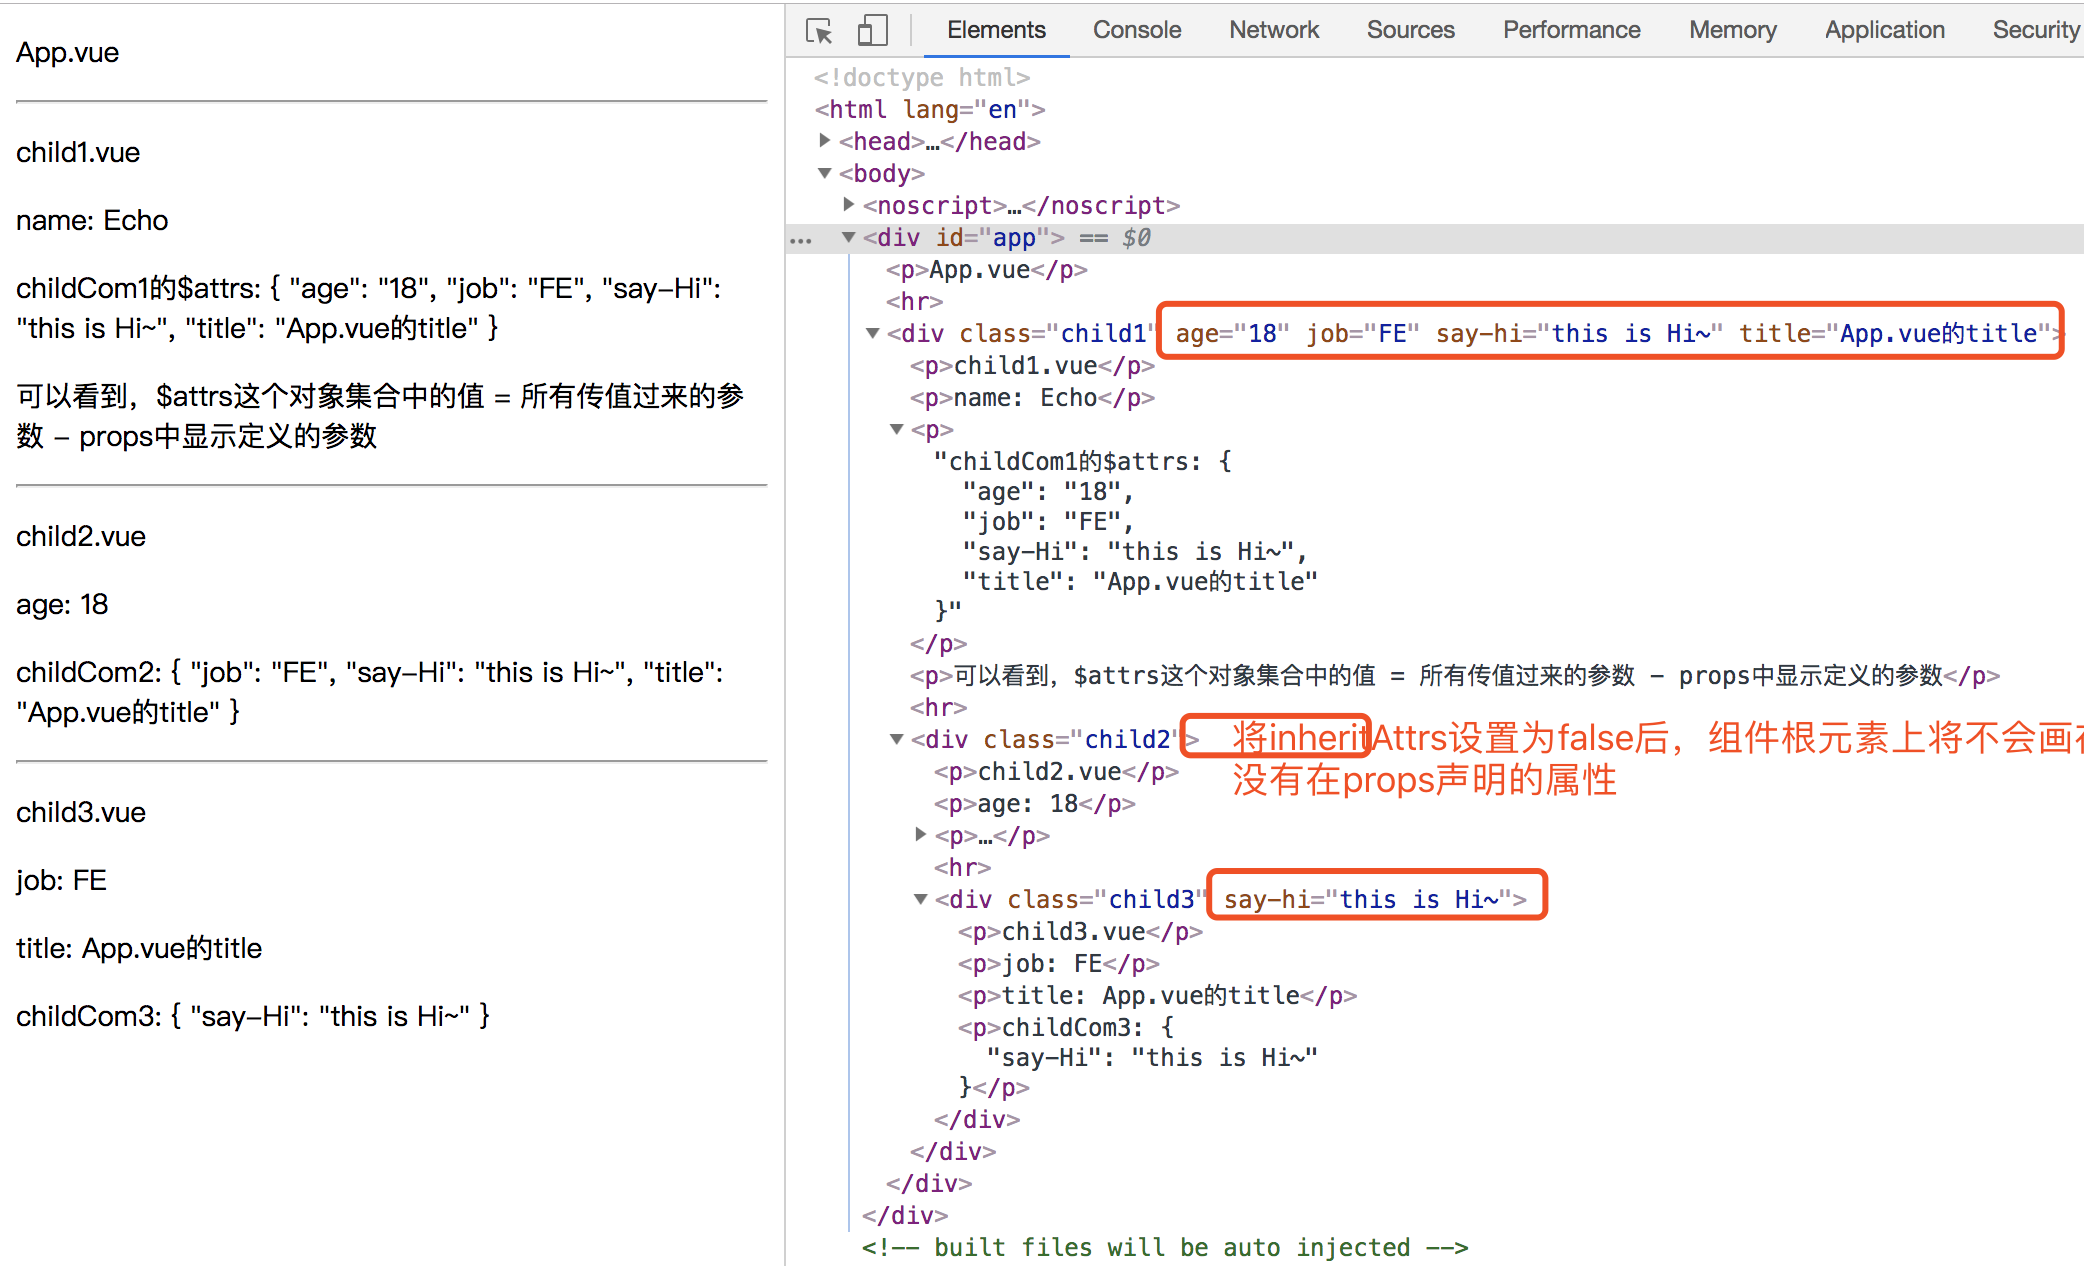 App.vue
child1.vue
name: Echo
childCom1的$attrs: { "age": "18", "job": "FE", "say-Hi":
"this is Hi~", "title": "App.vue的title" }
可以看到，$attrs这个对象集合中的值 = 所有传值过来的参
数 - props中显示定义的参数
child2.vue
age: 18
childCom2: { "job": "FE", "say-Hi": "this is Hi~", "title":
"App.vue的title" }
child3.vue
job: FE
title: App.vue的title
childCom3: { "say-Hi": "this is Hi~" }
Elements Console Network Sources Performance Memory Application Security
<!doctype html>
<html lang="en">
<head>…</head>
<body>
<noscript>…</noscript>
… <div id="app"> == $0
<p>App.vue</p>
<hr>
<div class="child1" age="18" job="FE" say-hi="this is Hi~" title="App.vue的title">
<p>child1.vue</p>
<p>name: Echo</p>
<p>
"childCom1的$attrs: {
"age": "18",
"job": "FE",
"say-Hi": "this is Hi~",
"title": "App.vue的title"
}"
</p>
<p>可以看到，$attrs这个对象集合中的值 = 所有传值过来的参数 - props中显示定义的参数</p>
<hr>
<div class="child2"> 将inheritAttrs设置为false后，组件根元素上将不会画
没有在props声明的属性
<p>child2.vue</p>
<p>age: 18</p>
<p>…</p>
<hr>
<div class="child3" say-hi="this is Hi~">
<p>child3.vue</p>
<p>job: FE</p>
<p>title: App.vue的title</p>
<p>childCom3: {
"say-Hi": "this is Hi~"
}</p>
</div>
</div>
</div>
</div>
<!-- built files will be auto injected -->